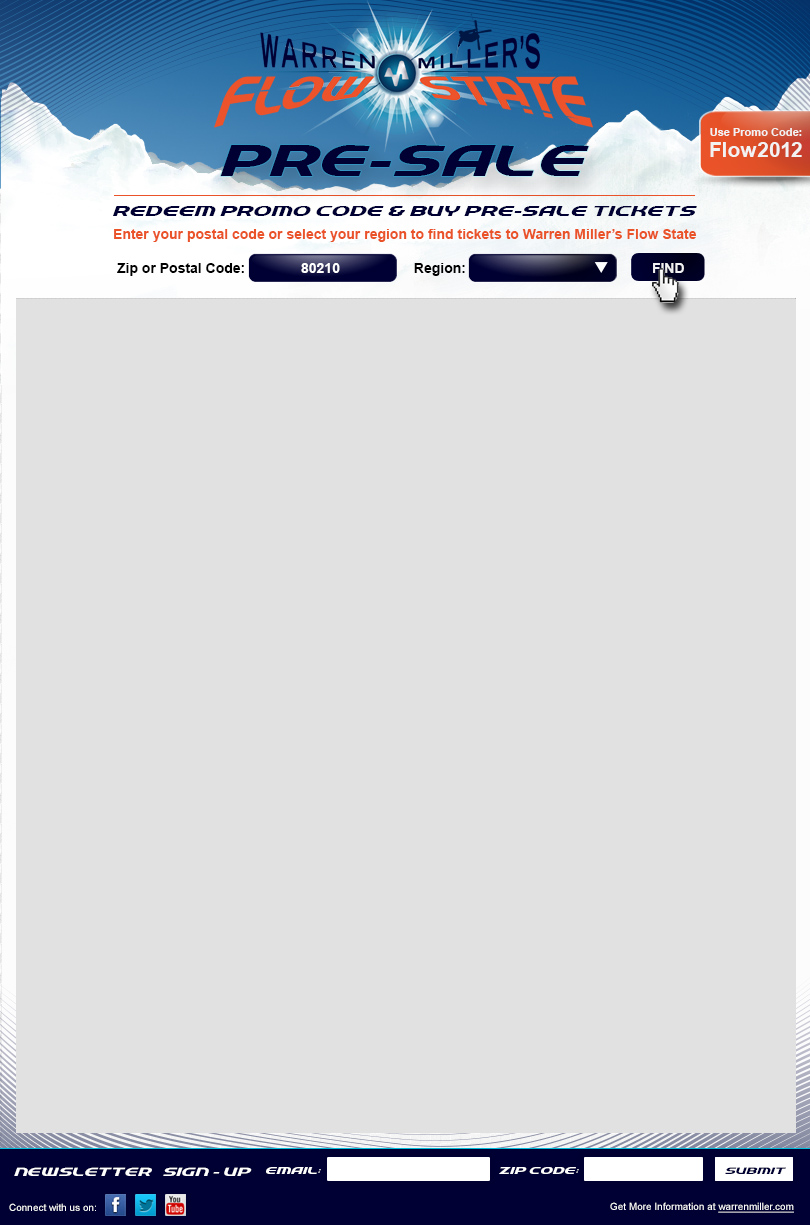 WARREN MILLER'S
FLOW STATE
Use Promo Code:
Flow2012
PRE-SALE
REDEEM PROMO CODE & BUY PRE-SALE TICKETS
Enter your postal code or select your region to find tickets to Warren Miller's Flow State
Zip or Postal Code: 80210 Region: FIND
NEWSLETTER SIGN-UP EMAIL: ZIP CODE: SUBMIT
Connect with us on: f You Tube Get More Information at warrenmiller.com